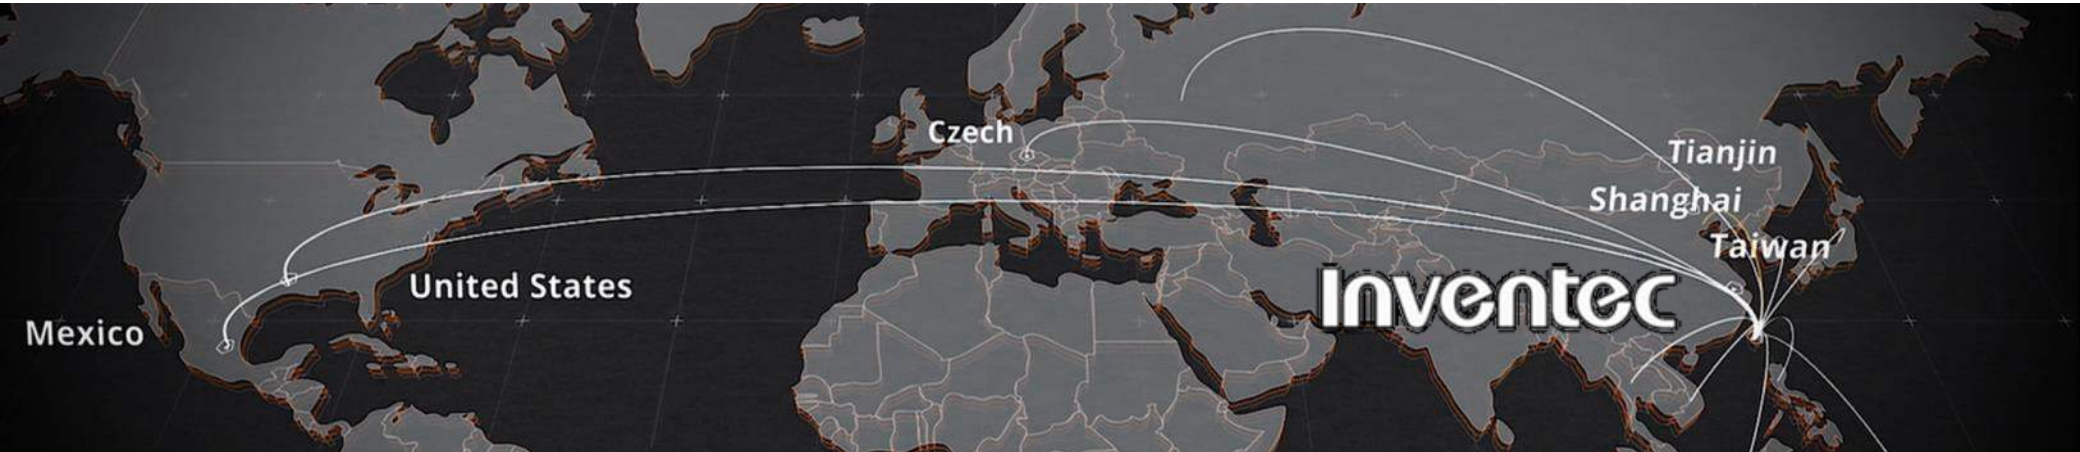 Czech
Tianjin
Shanghai
Taiwan
United States
Inventec
Mexico